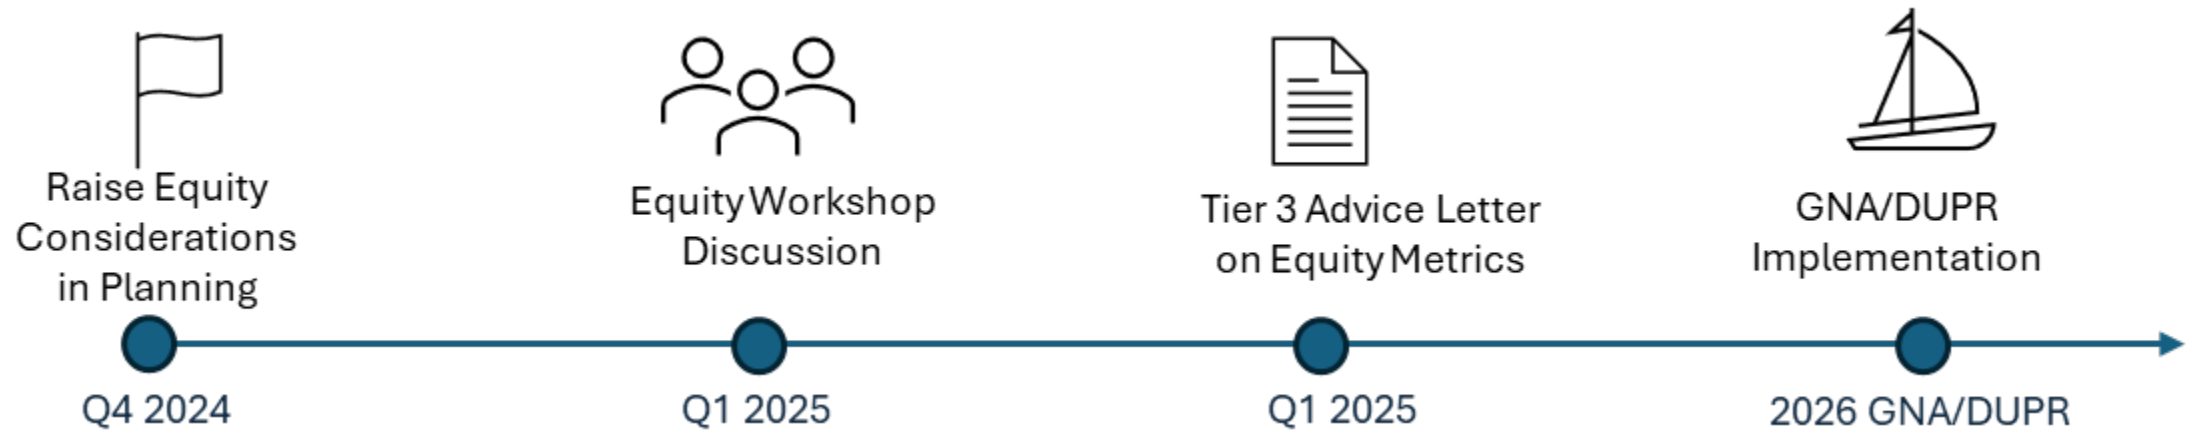 Raise Equity
Considerations
in Planning
Q4 2024
Equity Workshop
Discussion
Q1 2025
Tier 3 Advice Letter
on Equity Metrics
Q1 2025
GNA/DUPR
Implementation
2026 GNA/DUPR